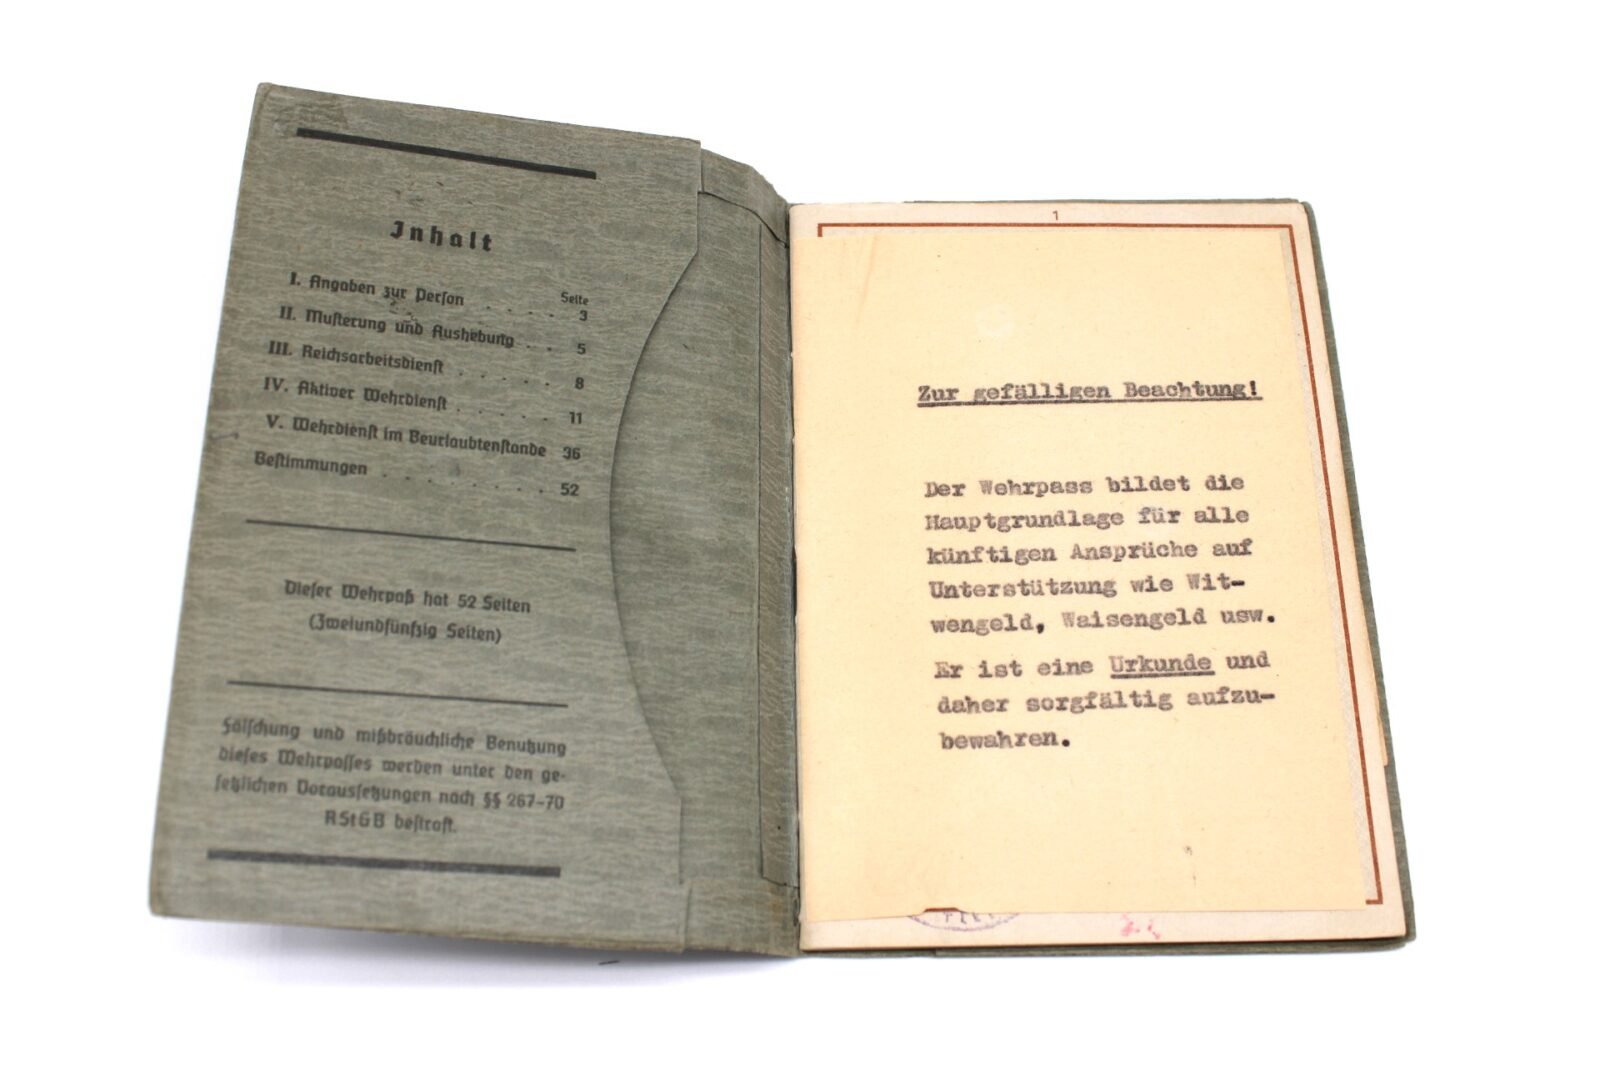 Inhalt
Seite
I. Angaben zur Person . . . . . 3
II. Musterung und Aushebung . . 5
III. Reichsarbeitsdienst . . . . . 8
IV. Aktiver Wehrdienst . . . . . 11
V. Wehrdienst im Beurlaubtenstande 36
Bestimmungen . . . . . . . . . 52
Dieser Wehrpaß hat 52 Seiten
(Zweiundfünfzig Seiten)
Fälschung und mißbräuchliche Benutzung
dieses Wehrpasses werden unter den ge-
setzlichen Voraussetzungen nach §§ 267-70
RStGB bestraft.
1
Zur gefälligen Beachtung!
Der Wehrpass bildet die
Hauptgrundlage für alle
künftigen Ansprüche auf
Unterstützung wie Wit-
wengeld, Waisengeld usw.
Er ist eine Urkunde und
daher sorgfältig aufzu-
bewahren.